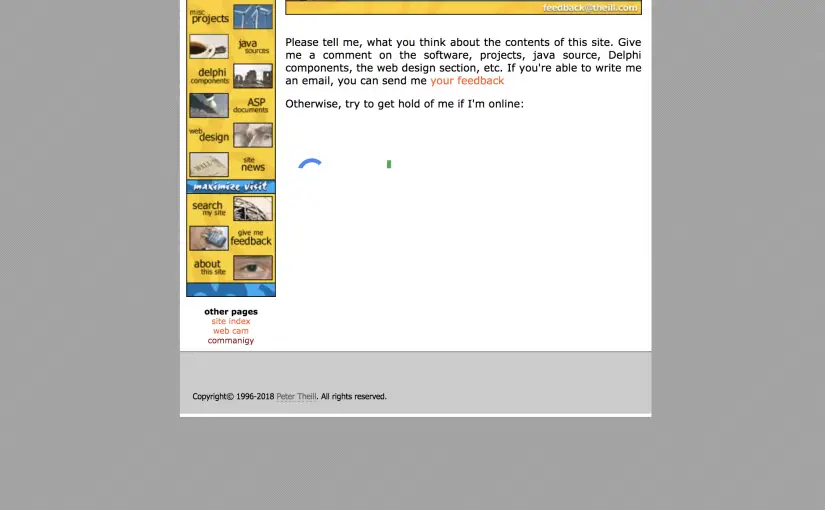 feedback@theill.com
misc
projects
java
sources
delphi
components
ASP
documents
web
design
site
news
maximize visit
search
my site
give me
feedback
about
this site
other pages
site index
web cam
commanigy
Please tell me, what you think about the contents of this site. Give
me a comment on the software, projects, java source, Delphi
components, the web design section, etc. If you're able to write me
an email, you can send me your feedback
Otherwise, try to get hold of me if I'm online:
Copyright© 1996-2018 Peter Theill. All rights reserved.